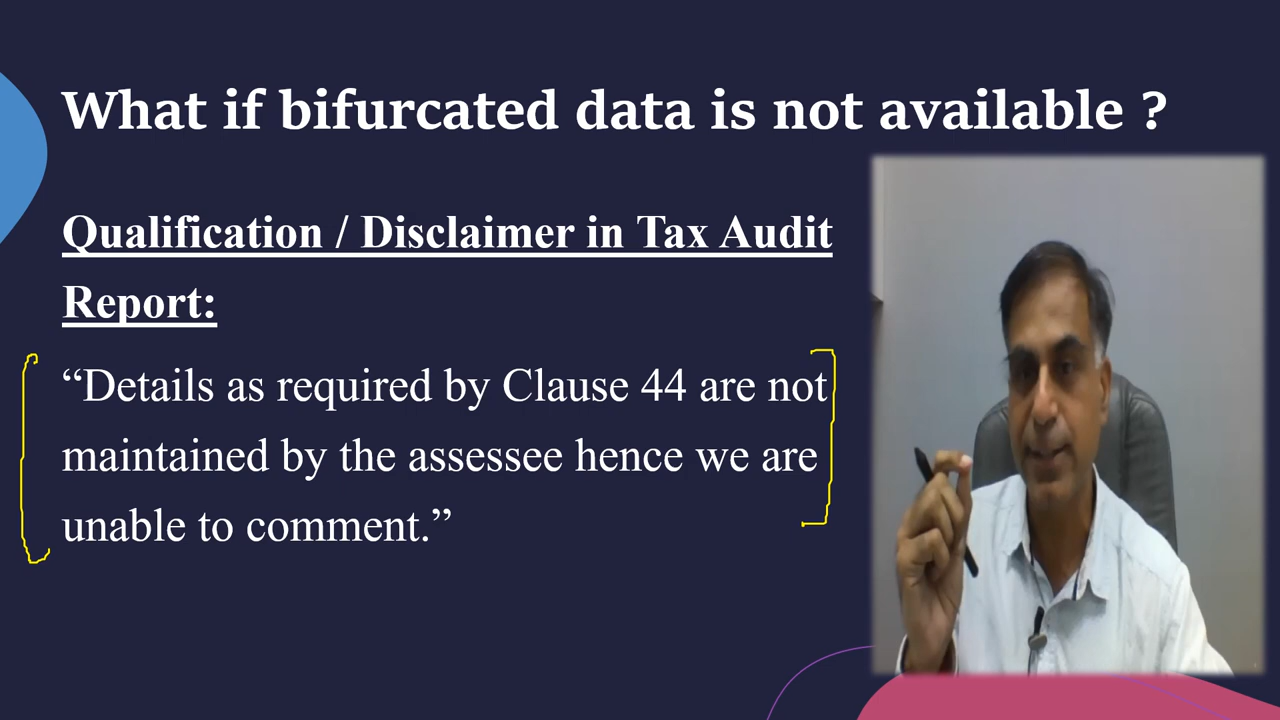 What if bifurcated data is not available ?
Qualification / Disclaimer in Tax Audit
Report:
“Details as required by Clause 44 are not
maintained by the assessee hence we are
unable to comment.”